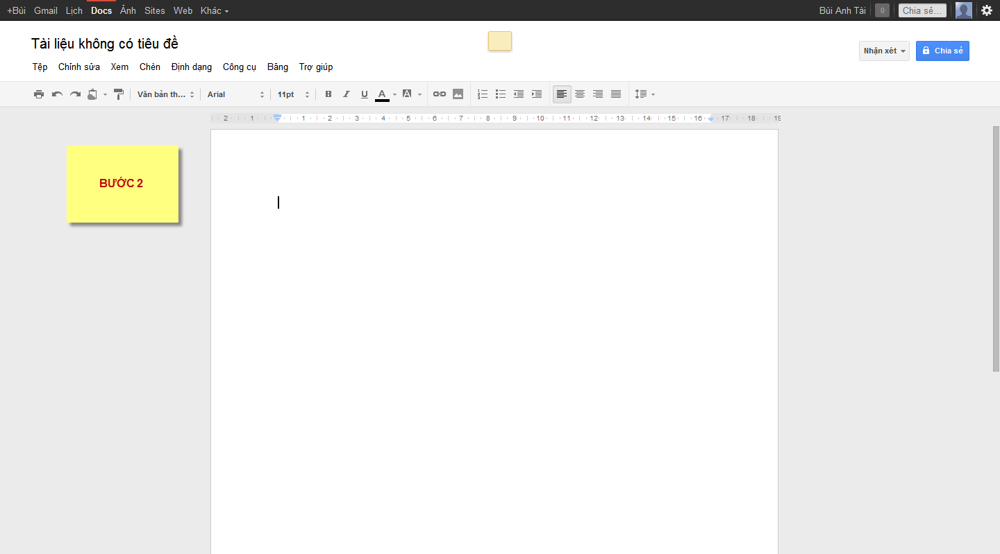 +Bùi Gmail Lịch Docs Ảnh Sites Web Khác Bùi Anh Tài 0 Chia sẻ...
Tài liệu không có tiêu đề
Nhận xét Chia sẻ
Tệp Chỉnh sửa Xem Chèn Định dạng Công cụ Bảng Trợ giúp
Văn bản th... Arial 11pt B I U A A
2 1 1 2 3 4 5 6 7 8 9 10 11 12 13 14 15 16 17 18 19
BƯỚC 2